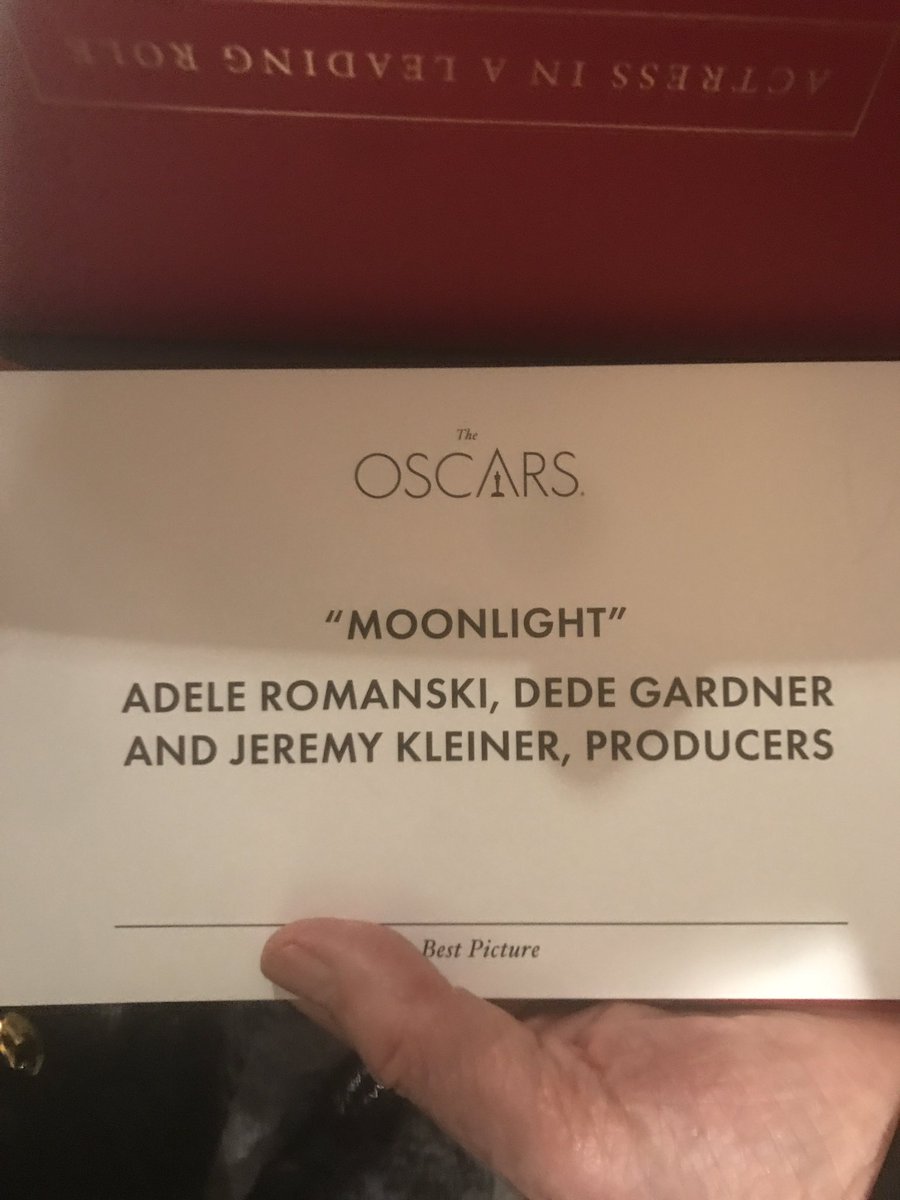 ACTRESS IN A LEADING ROLE
The
OSCARS.
“MOONLIGHT”
ADELE ROMANSKI, DEDE GARDNER
AND JEREMY KLEINER, PRODUCERS
Best Picture